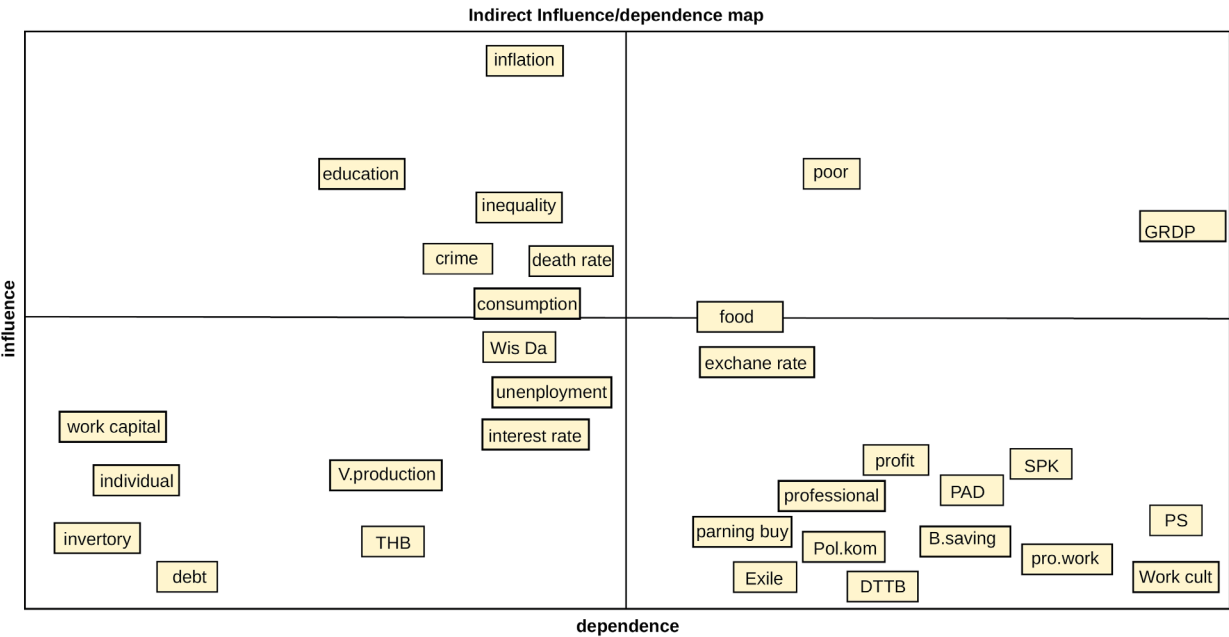 Indirect Influence/dependence map
inflation
education
poor
inequality
GRDP
crime
death rate
consumption
food
influence
Wis Da
exchane rate
unenployment
work capital
interest rate
profit
SPK
individual
V.production
professional
PAD
PS
invertory
THB
parning buy
Pol.kom
B.saving
pro.work
debt
Exile
DTTB
Work cult
dependence